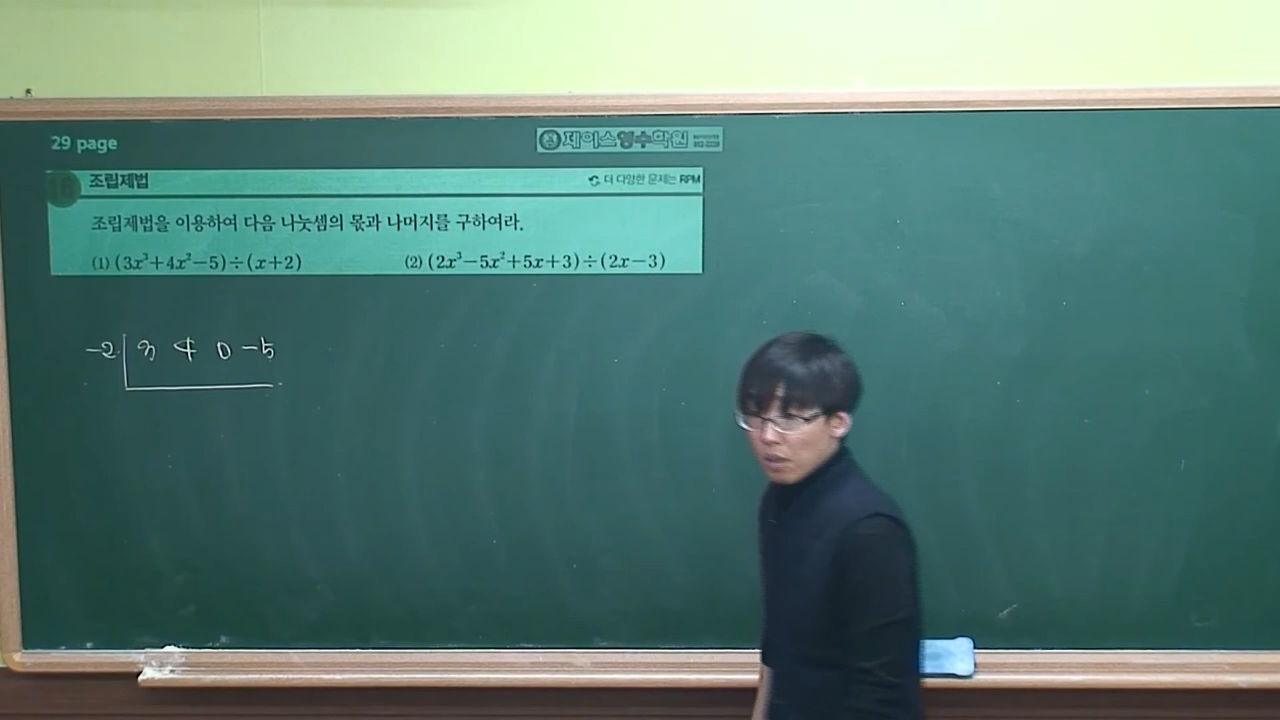 29 page
제이스영수학원
조립제법
더 다양한 문제는 RPM
조립제법을 이용하여 다음 나눗셈의 몫과 나머지를 구하여라.
(1) (3x³+4x²−5)÷(x+2) (2) (2x³−5x²+5x+3)÷(2x−3)
−2 3 4 0 −5